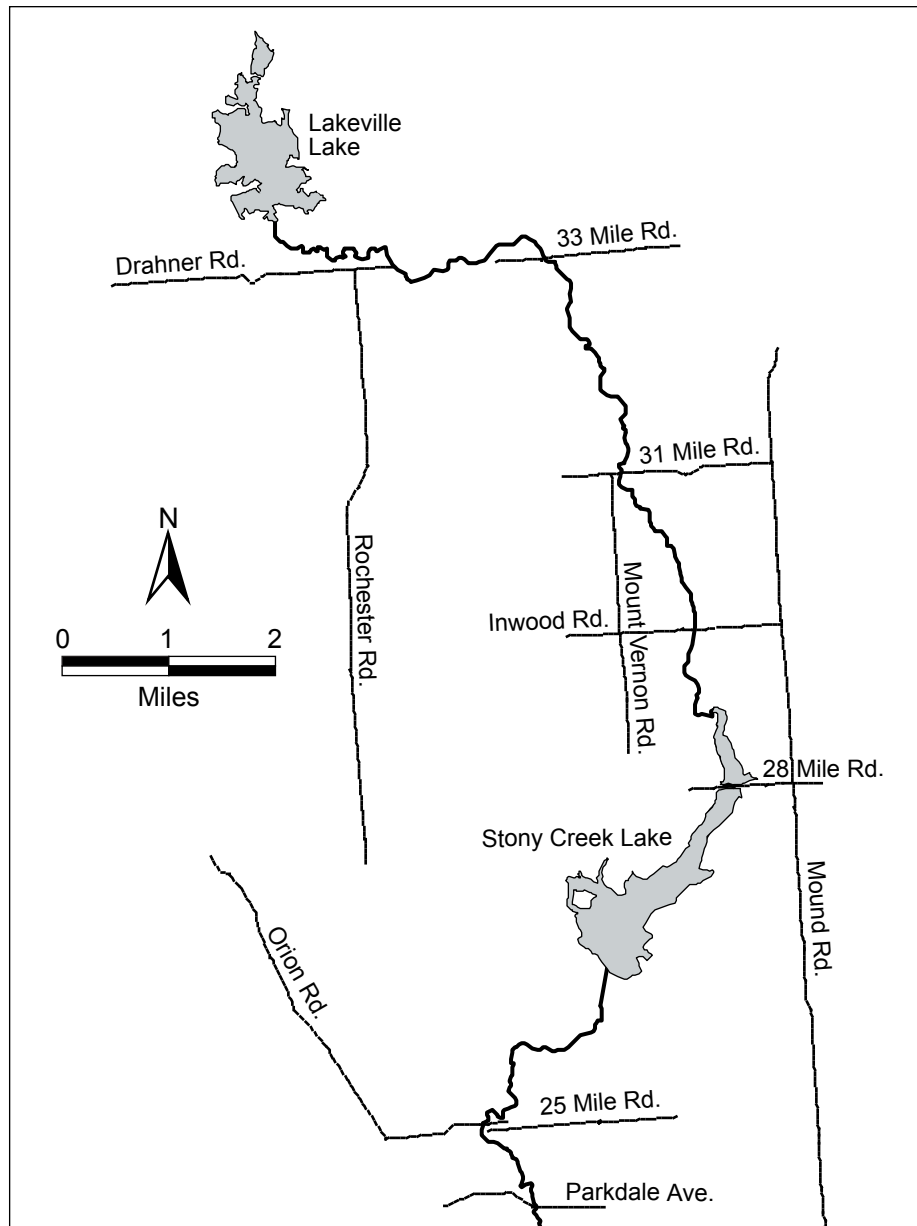 Lakeville
Lake
33 Mile Rd.
Drahner Rd.
31 Mile Rd.
N
Rochester Rd.
Mount Vernon Rd.
Inwood Rd.
0 1 2
Miles
28 Mile Rd.
Stony Creek Lake
Mound Rd.
Orion Rd.
25 Mile Rd.
Parkdale Ave.